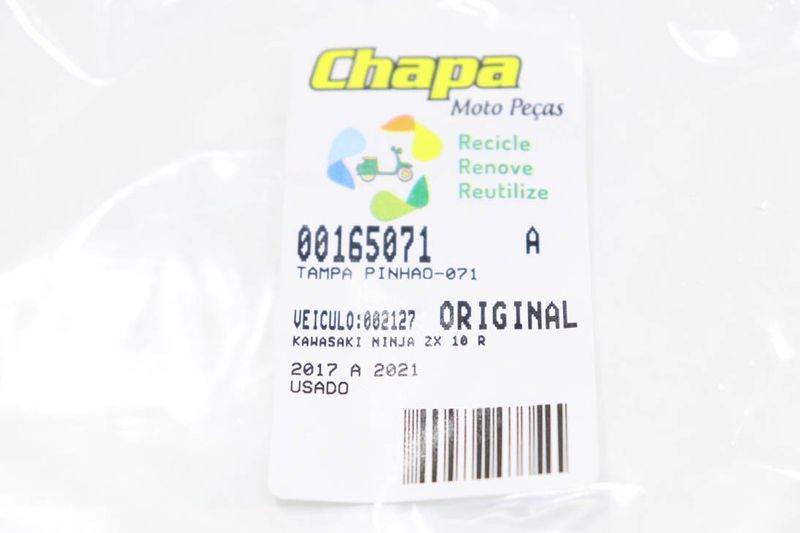 Chapa
Moto Peças
Recicle
Renove
Reutilize
00165071 A
TAMPA PINHAO-071
VEICULO:002127 ORIGINAL
KAWASAKI NINJA ZX 10 R
2017 A 2021
USADO